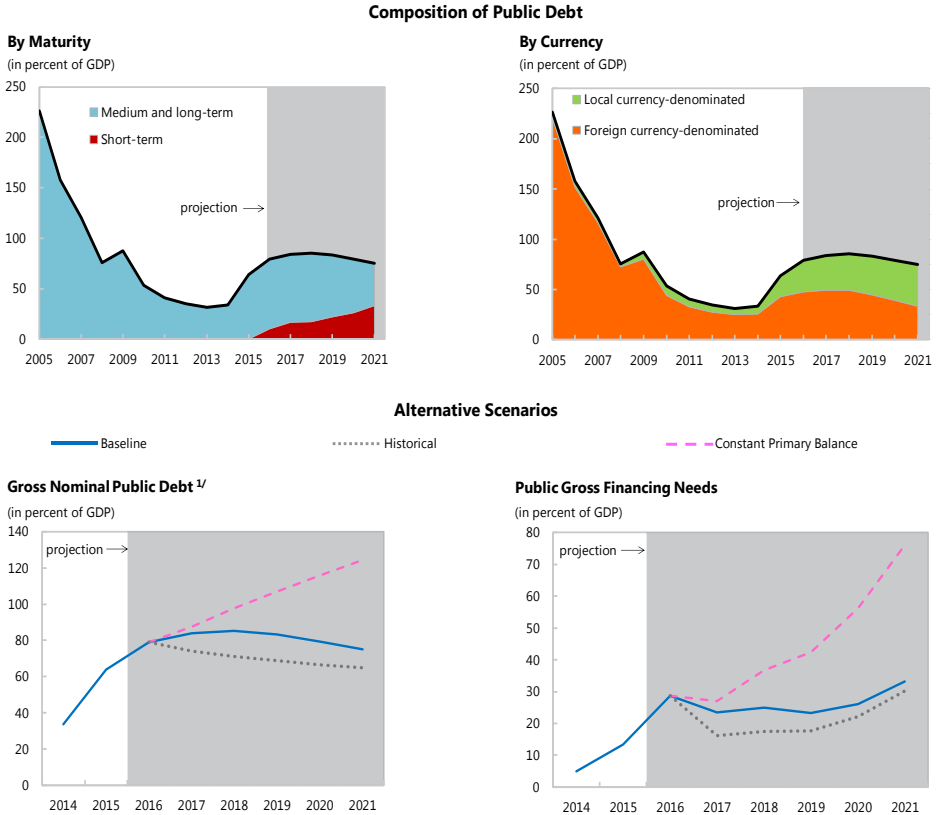 Composition of Public Debt
By Maturity
(in percent of GDP)
250
200
150
100
50
0
Medium and long-term
Short-term
projection
2005 2007 2009 2011 2013 2015 2017 2019 2021
By Currency
(in percent of GDP)
250
200
150
100
50
0
Local currency-denominated
Foreign currency-denominated
projection
2005 2007 2009 2011 2013 2015 2017 2019 2021
Alternative Scenarios
Baseline Historical Constant Primary Balance
Gross Nominal Public Debt 1/
(in percent of GDP)
140
120
100
80
60
40
20
0
projection
2014 2015 2016 2017 2018 2019 2020 2021
Public Gross Financing Needs
(in percent of GDP)
80
70
60
50
40
30
20
10
0
projection
2014 2015 2016 2017 2018 2019 2020 2021